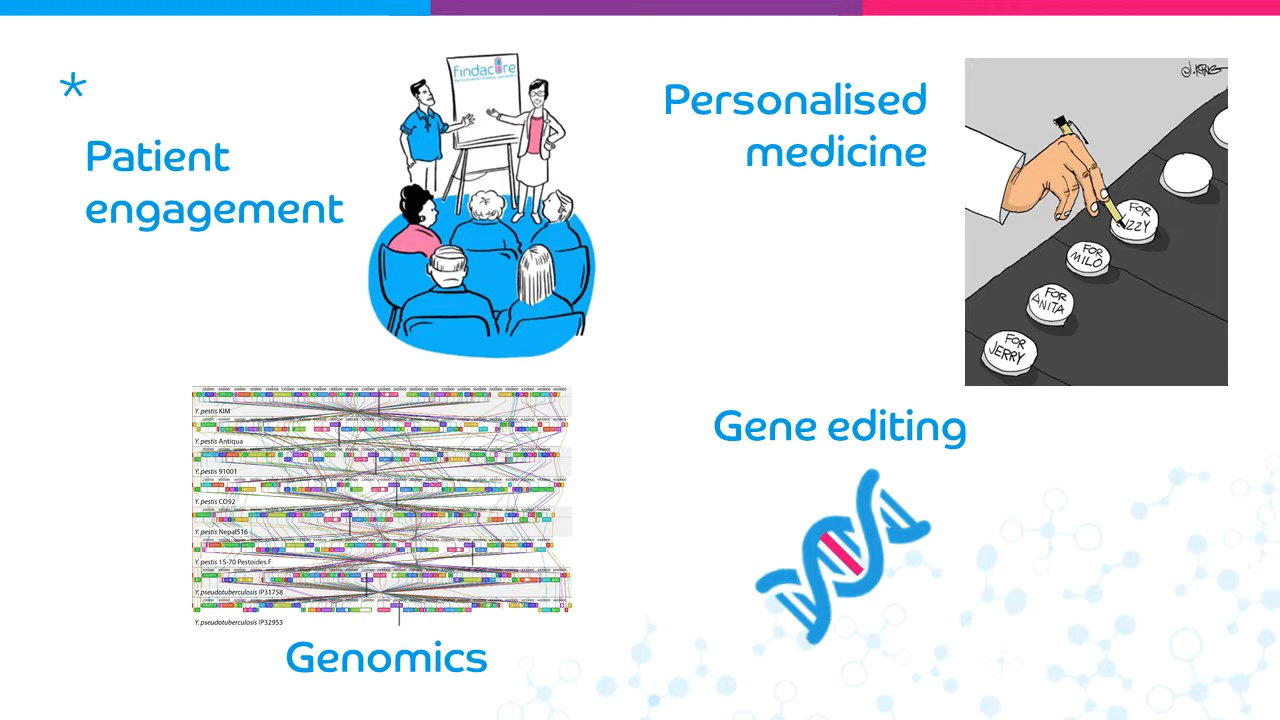 *
Patient
engagement
findacure
Personalised
medicine
J.KING
FOR
FOR
MILO
FOR
ANITA
FOR
JERRY
Y. pestis KIM
Y. pestis Antiqua
Y. pestis 91001
Y. pestis CO92
Y. pestis Nepal516
Y. pestis 15-70 Pestoides F
Y. pseudotuberculosis IP31758
Y. pseudotuberculosis IP32953
Genomics
Gene editing